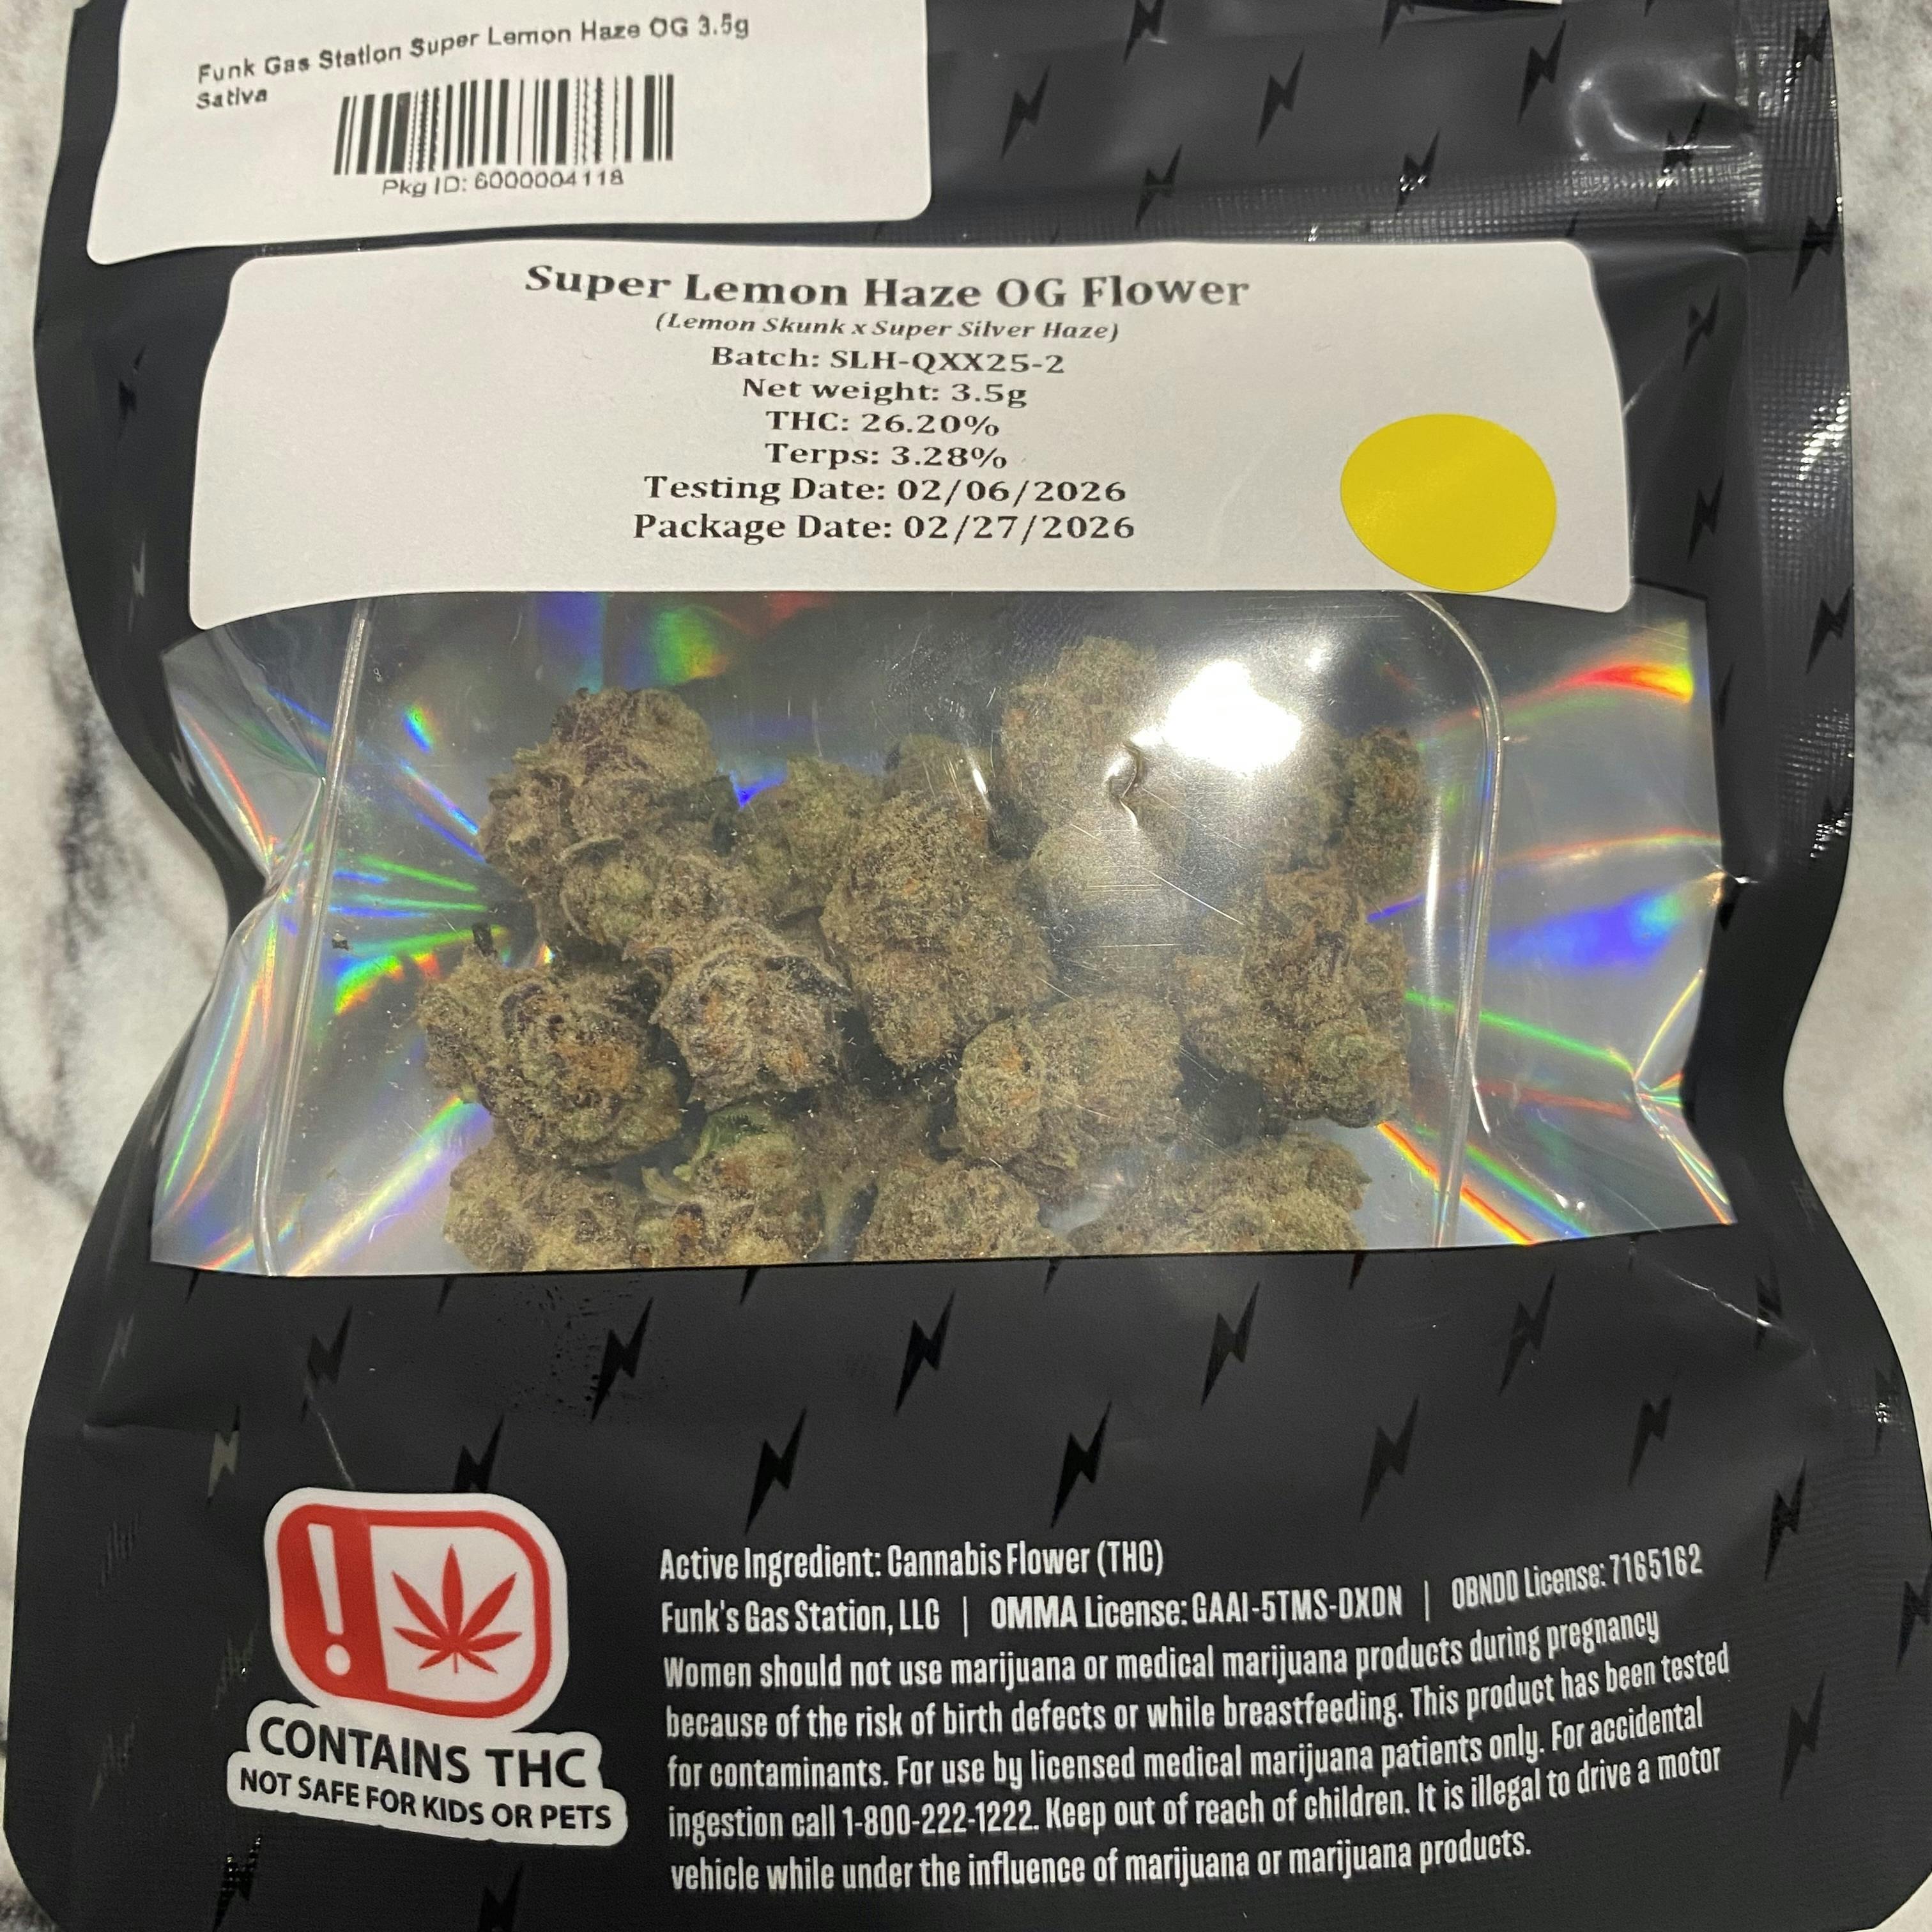 Funk Gas Station Super Lemon Haze OG 3.5g
Sativa
Pkg ID: 6000004118
Super Lemon Haze OG Flower
(Lemon Skunk x Super Silver Haze)
Batch: SLH-QXX25-2
Net weight: 3.5g
THC: 26.20%
Terps: 3.28%
Testing Date: 02/06/2026
Package Date: 02/27/2026
CONTAINS THC
NOT SAFE FOR KIDS OR PETS
Active Ingredient: Cannabis Flower (THC)
Funk's Gas Station, LLC | OMMA License: GAAI-5TMS-DXDN | OBNDD License: 7165162
Women should not use marijuana or medical marijuana products during pregnancy
because of the risk of birth defects or while breastfeeding. This product has been tested
for contaminants. For use by licensed medical marijuana patients only. For accidental
ingestion call 1-800-222-1222. Keep out of reach of children. It is illegal to drive a motor
vehicle while under the influence of marijuana or marijuana products.